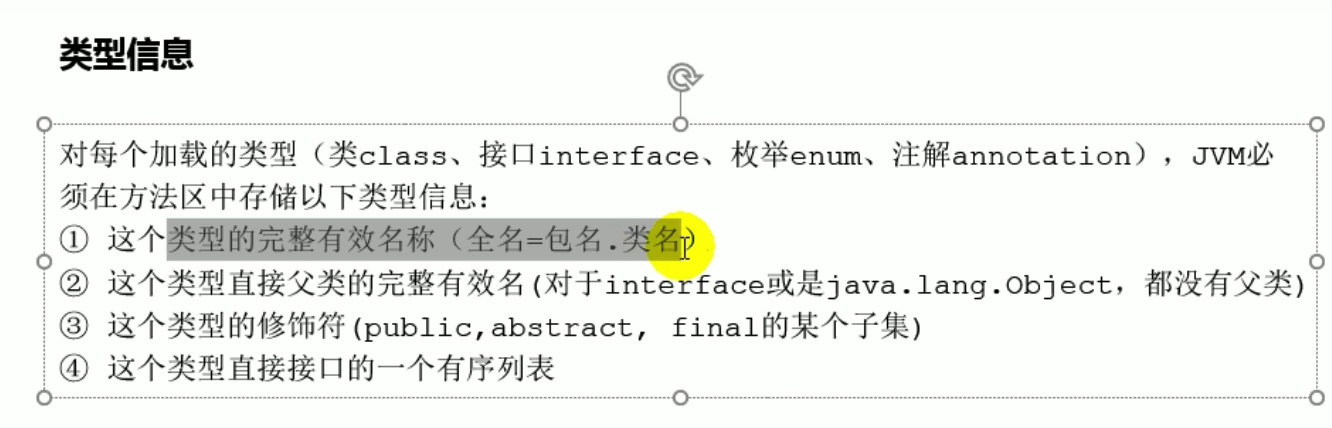 类型信息
对每个加载的类型（类class、接口interface、枚举enum、注解annotation），JVM必
须在方法区中存储以下类型信息：
① 这个类型的完整有效名称（全名=包名.类名）
② 这个类型直接父类的完整有效名(对于interface或是java.lang.Object，都没有父类)
③ 这个类型的修饰符(public,abstract, final的某个子集)
④ 这个类型直接接口的一个有序列表